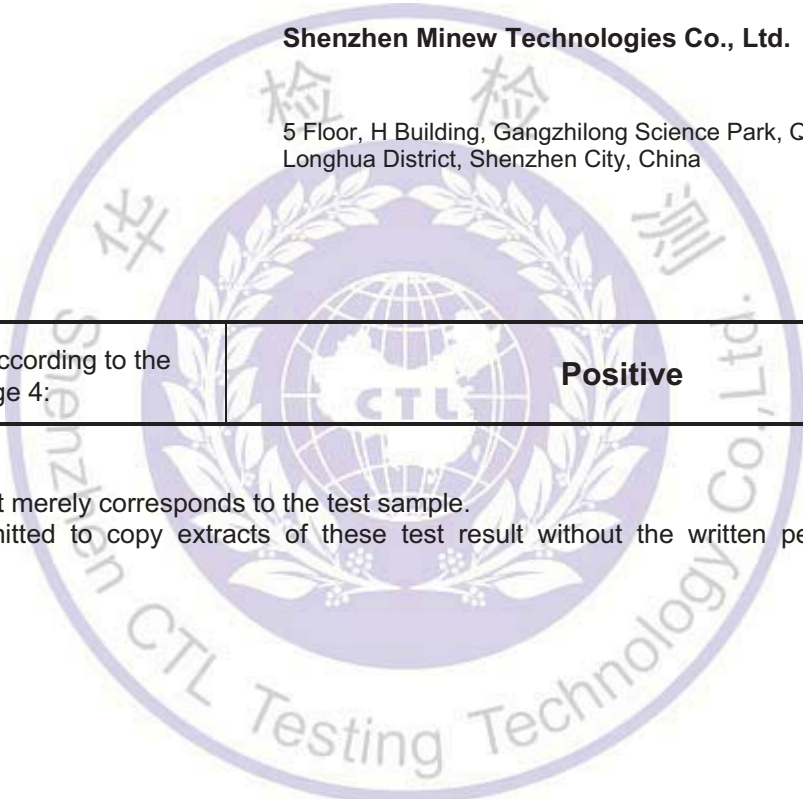 Shenzhen Minew Technologies Co., Ltd.
5 Floor, H Building, Gangzhilong Science Park, Q
Longhua District, Shenzhen City, China
ccording to the
ge 4:
Positive
t merely corresponds to the test sample.
nitted to copy extracts of these test result without the written pe
华 检 检 测
CTL
Shenzhen CTL Testing Technology Co., Ltd.